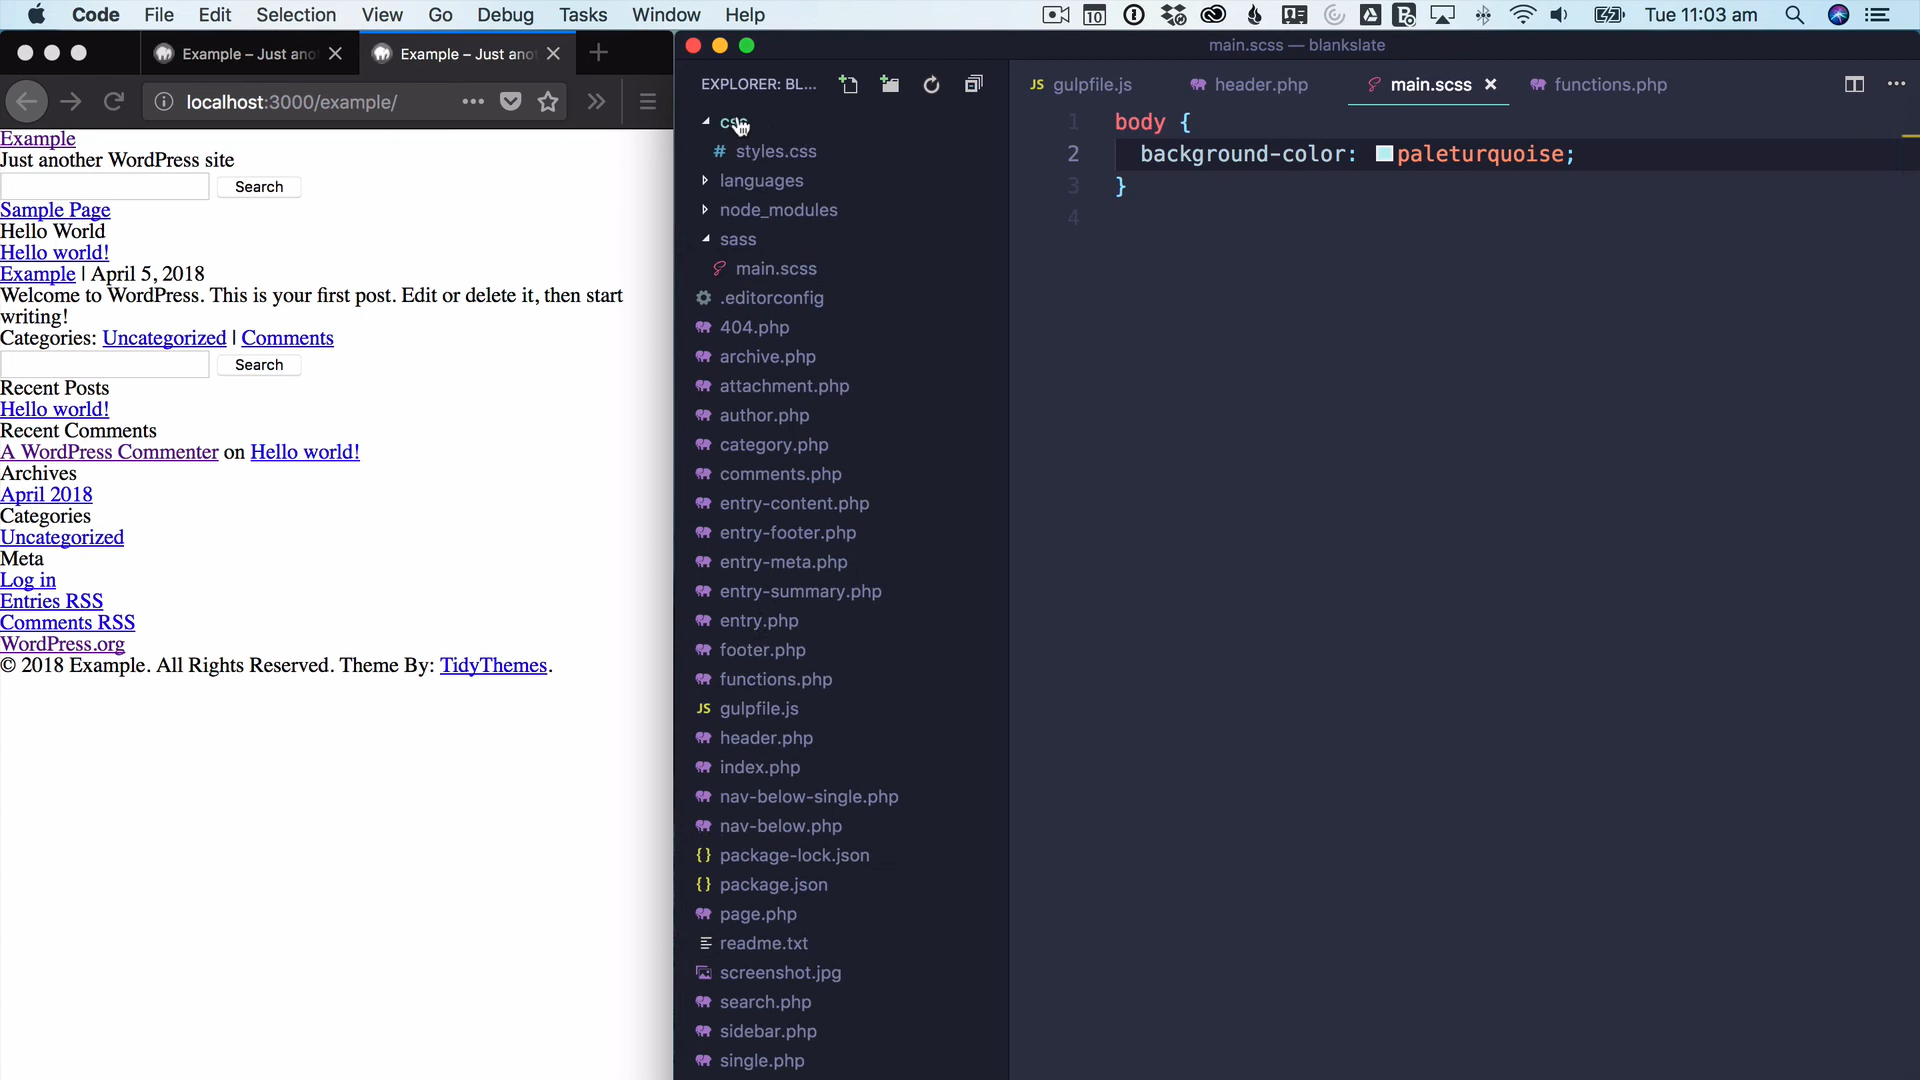 Code File Edit Selection View Go Debug Tasks Window Help
10
Tue 11:03 am
Example – Just ano
Example – Just anot
localhost:3000/example/
Example
Just another WordPress site
Search
Sample Page
Hello World
Hello world!
Example | April 5, 2018
Welcome to WordPress. This is your first post. Edit or delete it, then start
writing!
Categories: Uncategorized | Comments
Search
Recent Posts
Hello world!
Recent Comments
A WordPress Commenter on Hello world!
Archives
April 2018
Categories
Uncategorized
Meta
Log in
Entries RSS
Comments RSS
WordPress.org
© 2018 Example. All Rights Reserved. Theme By: TidyThemes.
main.scss — blankslate
EXPLORER: BL...
css
# styles.css
languages
node_modules
sass
main.scss
.editorconfig
404.php
archive.php
attachment.php
author.php
category.php
comments.php
entry-content.php
entry-footer.php
entry-meta.php
entry-summary.php
entry.php
footer.php
functions.php
JS gulpfile.js
header.php
index.php
nav-below-single.php
nav-below.php
{} package-lock.json
{} package.json
page.php
readme.txt
screenshot.jpg
search.php
sidebar.php
single.php
JS gulpfile.js
header.php
main.scss
functions.php
1 body {
2 background-color: paleturquoise;
3 }
4